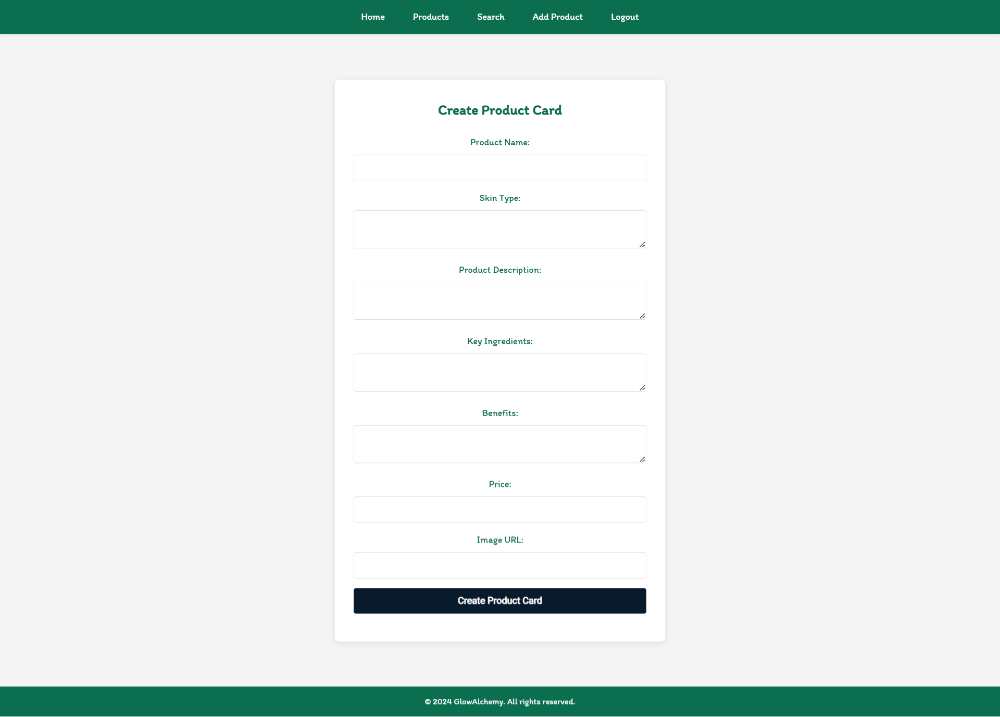 Home Products Search Add Product Logout
Create Product Card
Product Name:
Skin Type:
Product Description:
Key Ingredients:
Benefits:
Price:
Image URL:
Create Product Card
© 2024 GlowAlchemy. All rights reserved.